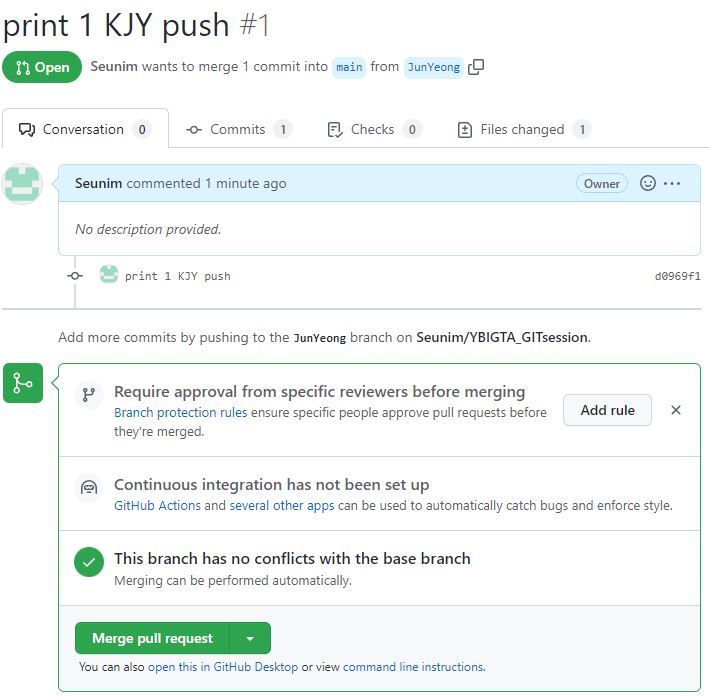 print 1 KJY push #1
Open Seunim wants to merge 1 commit into main from JunYeong
Conversation 0 Commits 1 Checks 0 Files changed 1
Seunim commented 1 minute ago Owner
No description provided.
print 1 KJY push d0969f1
Add more commits by pushing to the JunYeong branch on Seunim/YBIGTA_GITsession.
Require approval from specific reviewers before merging
Branch protection rules ensure specific people approve pull requests before
they're merged.
Add rule
Continuous integration has not been set up
GitHub Actions and several other apps can be used to automatically catch bugs and enforce style.
This branch has no conflicts with the base branch
Merging can be performed automatically.
Merge pull request
You can also open this in GitHub Desktop or view command line instructions.